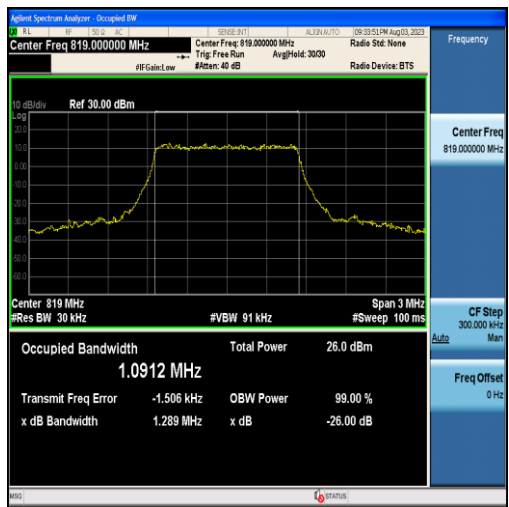 Agilent Spectrum Analyzer - Occupied BW
RL RF 50 Ω AC SENSE:INT ALIGN AUTO 09:33:51 PM Aug 03, 2023
Center Freq 819.000000 MHz
Center Freq: 819.000000 MHz Radio Std: None
Trig: Free Run Avg|Hold: 30/30
#IFGain:Low #Atten: 40 dB Radio Device: BTS
Frequency
10 dB/div Ref 30.00 dBm
Log
20.0
10.0
0.00
-10.0
-20.0
-30.0
-40.0
-50.0
-60.0
Center 819 MHz Span 3 MHz
#Res BW 30 kHz #VBW 91 kHz #Sweep 100 ms
Occupied Bandwidth Total Power 26.0 dBm
1.0912 MHz
Transmit Freq Error -1.506 kHz OBW Power 99.00 %
x dB Bandwidth 1.289 MHz x dB -26.00 dB
Center Freq
819.000000 MHz
CF Step
300.000 kHz
Auto Man
Freq Offset
0 Hz
MSG STATUS